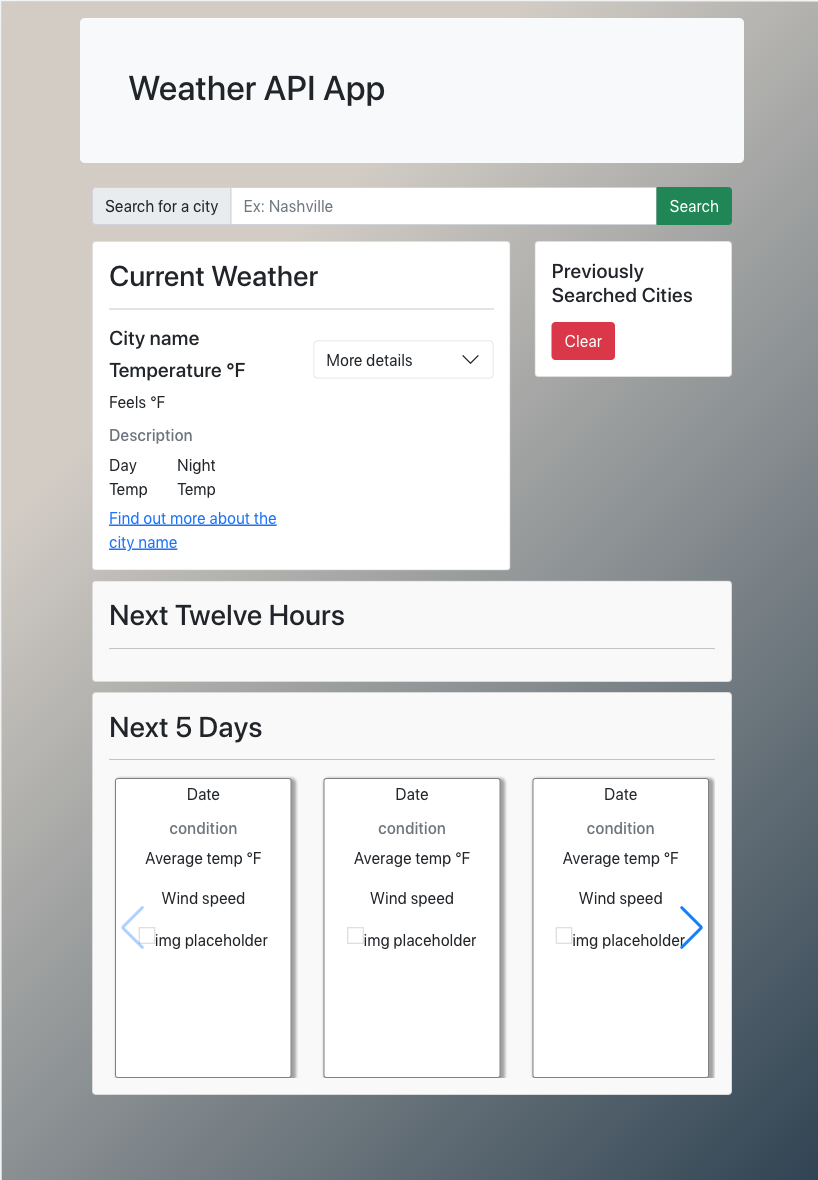 Weather API App
Search for a city
Ex: Nashville
Search
Current Weather
City name
Temperature °F
Feels °F
Description
Day
Temp
Night
Temp
Find out more about the
city name
More details
Previously
Searched Cities
Clear
Next Twelve Hours
Next 5 Days
Date
condition
Average temp °F
Wind speed
img placeholder
Date
condition
Average temp °F
Wind speed
img placeholder
Date
condition
Average temp °F
Wind speed
img placeholder